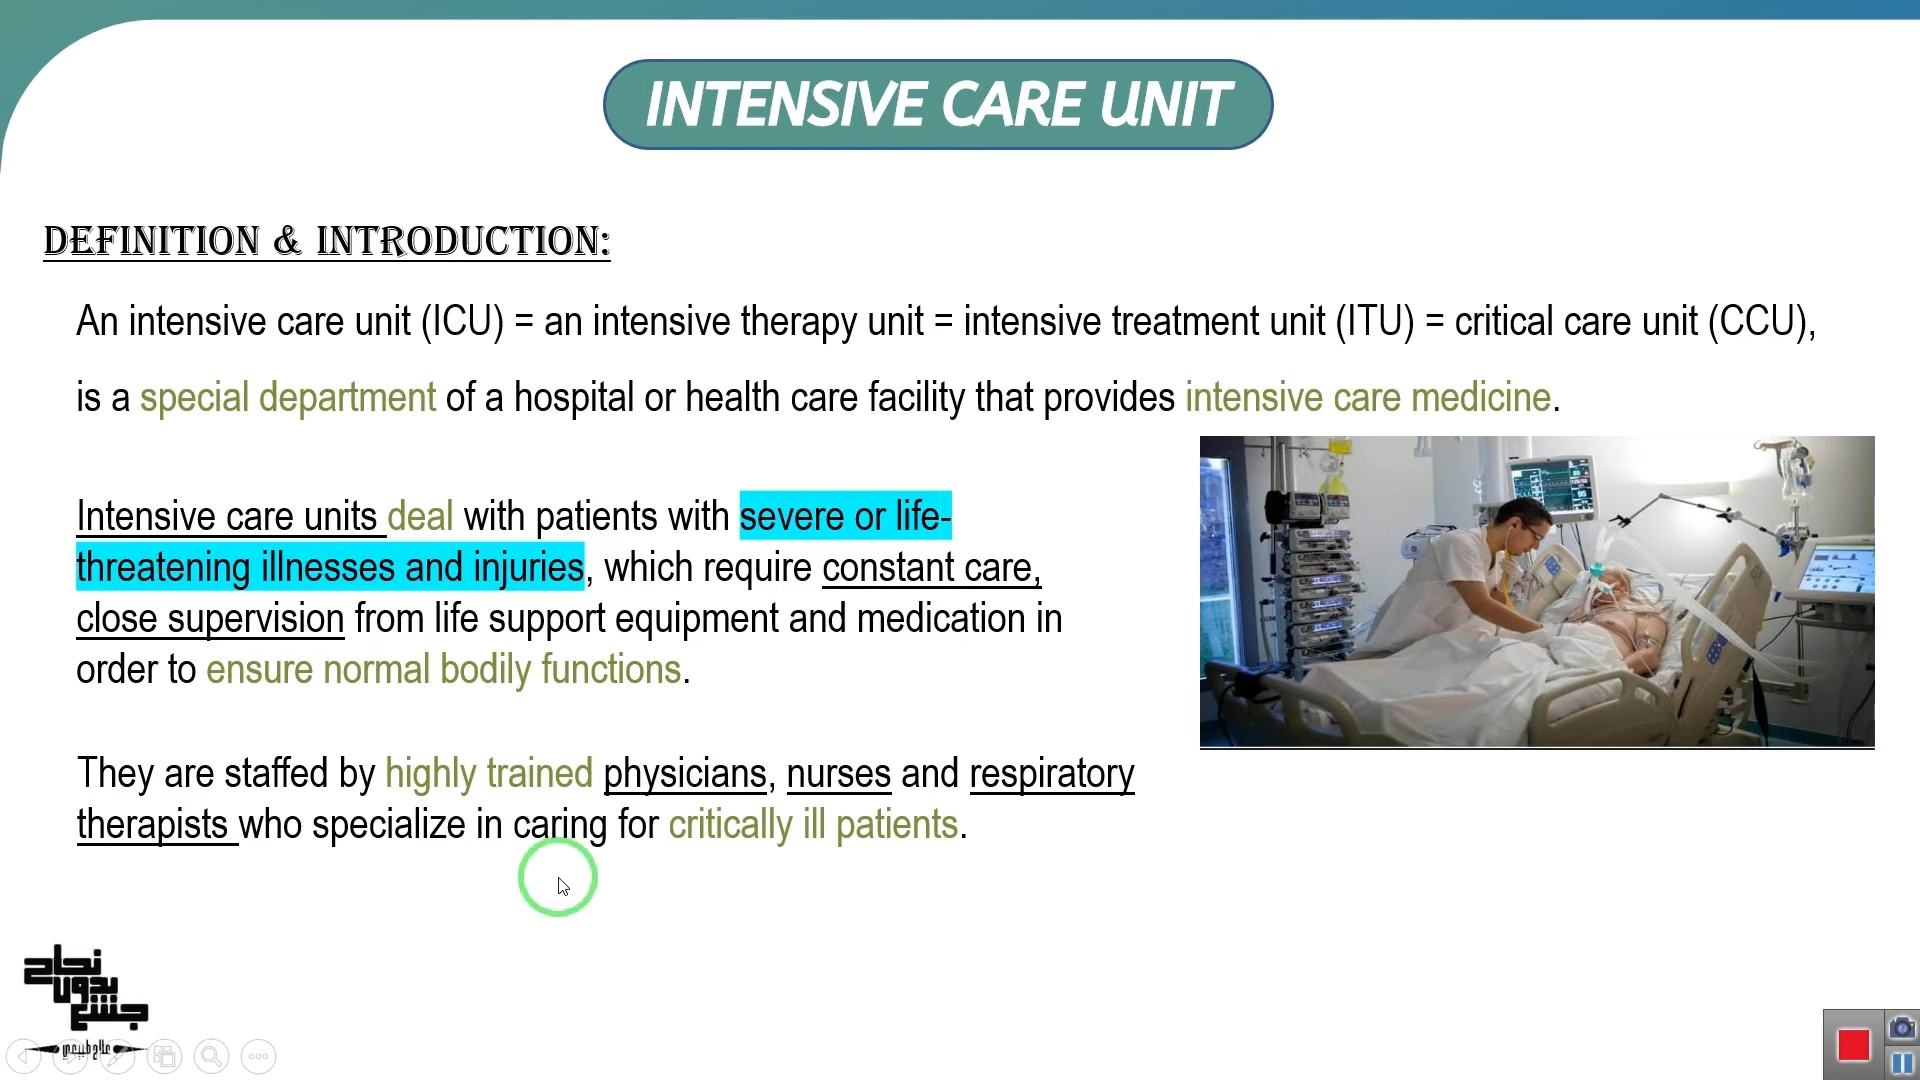 INTENSIVE CARE UNIT
DEFINITION & INTRODUCTION:
An intensive care unit (ICU) = an intensive therapy unit = intensive treatment unit (ITU) = critical care unit (CCU),
is a special department of a hospital or health care facility that provides intensive care medicine.
Intensive care units deal with patients with severe or life-
threatening illnesses and injuries, which require constant care,
close supervision from life support equipment and medication in
order to ensure normal bodily functions.
They are staffed by highly trained physicians, nurses and respiratory
therapists who specialize in caring for critically ill patients.
نجاح
بدون
جشع
علاج طبيعي